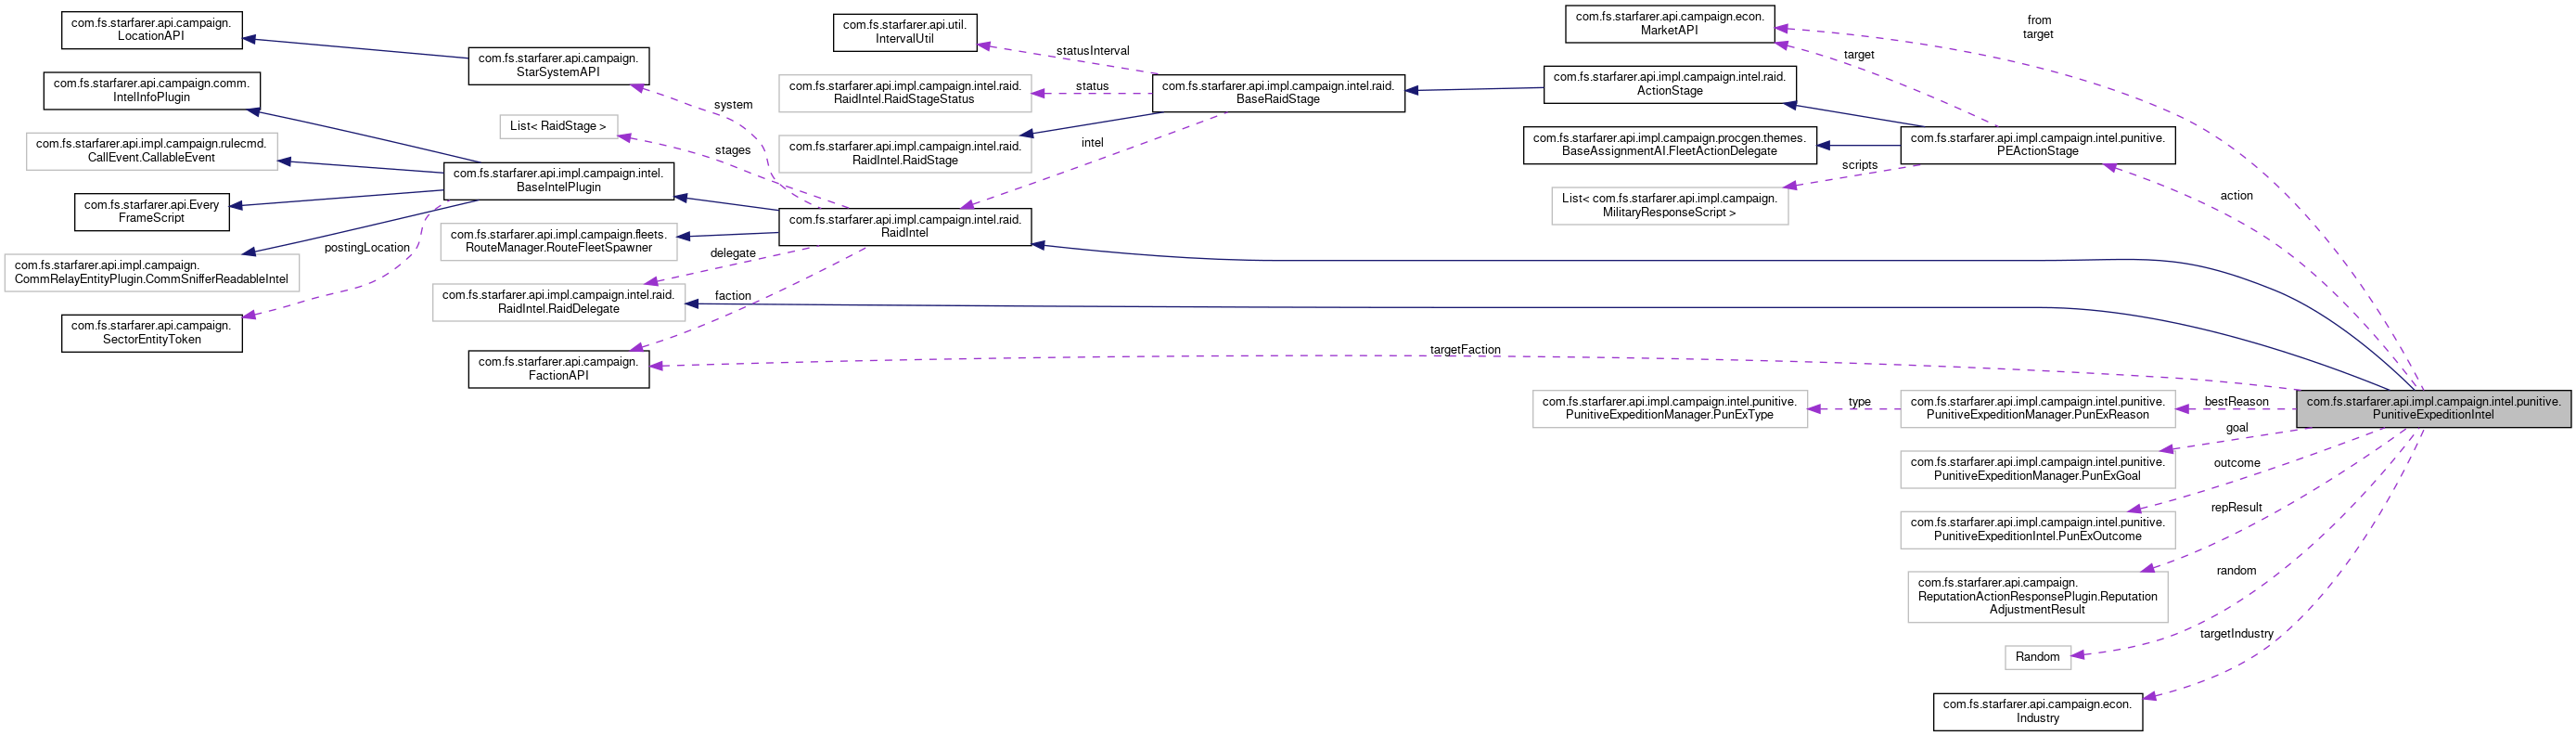 com.fs.starfarer.api.campaign.
LocationAPI
com.fs.starfarer.api.campaign.comm.
IntelInfoPlugin
com.fs.starfarer.api.impl.campaign.rulecmd.
CallEvent.CallableEvent
com.fs.starfarer.api.Every
FrameScript
com.fs.starfarer.api.impl.campaign.
CommRelayEntityPlugin.CommSnifferReadableIntel
com.fs.starfarer.api.campaign.
SectorEntityToken
postingLocation
com.fs.starfarer.api.campaign.
StarSystemAPI
List< RaidStage >
com.fs.starfarer.api.impl.campaign.intel.
BaseIntelPlugin
com.fs.starfarer.api.impl.campaign.fleets.
RouteManager.RouteFleetSpawner
com.fs.starfarer.api.impl.campaign.intel.raid.
RaidIntel.RaidDelegate
com.fs.starfarer.api.campaign.
FactionAPI
system
stages
delegate
faction
com.fs.starfarer.api.util.
IntervalUtil
com.fs.starfarer.api.impl.campaign.intel.raid.
RaidIntel.RaidStageStatus
com.fs.starfarer.api.impl.campaign.intel.raid.
RaidIntel.RaidStage
com.fs.starfarer.api.impl.campaign.intel.raid.
RaidIntel
statusInterval
status
intel
com.fs.starfarer.api.impl.campaign.intel.raid.
BaseRaidStage
targetFaction
com.fs.starfarer.api.campaign.econ.
MarketAPI
com.fs.starfarer.api.impl.campaign.intel.raid.
ActionStage
com.fs.starfarer.api.impl.campaign.procgen.themes.
BaseAssignmentAI.FleetActionDelegate
List< com.fs.starfarer.api.impl.campaign.
MilitaryResponseScript >
com.fs.starfarer.api.impl.campaign.intel.punitive.
PunitiveExpeditionManager.PunExType
target
scripts
type
com.fs.starfarer.api.impl.campaign.intel.punitive.
PEActionStage
com.fs.starfarer.api.impl.campaign.intel.punitive.
PunitiveExpeditionManager.PunExReason
com.fs.starfarer.api.impl.campaign.intel.punitive.
PunitiveExpeditionManager.PunExGoal
com.fs.starfarer.api.impl.campaign.intel.punitive.
PunitiveExpeditionIntel.PunExOutcome
com.fs.starfarer.api.campaign.
ReputationActionResponsePlugin.Reputation
AdjustmentResult
Random
com.fs.starfarer.api.campaign.econ.
Industry
from
target
action
bestReason
goal
outcome
repResult
random
targetIndustry
com.fs.starfarer.api.impl.campaign.intel.punitive.
PunitiveExpeditionIntel